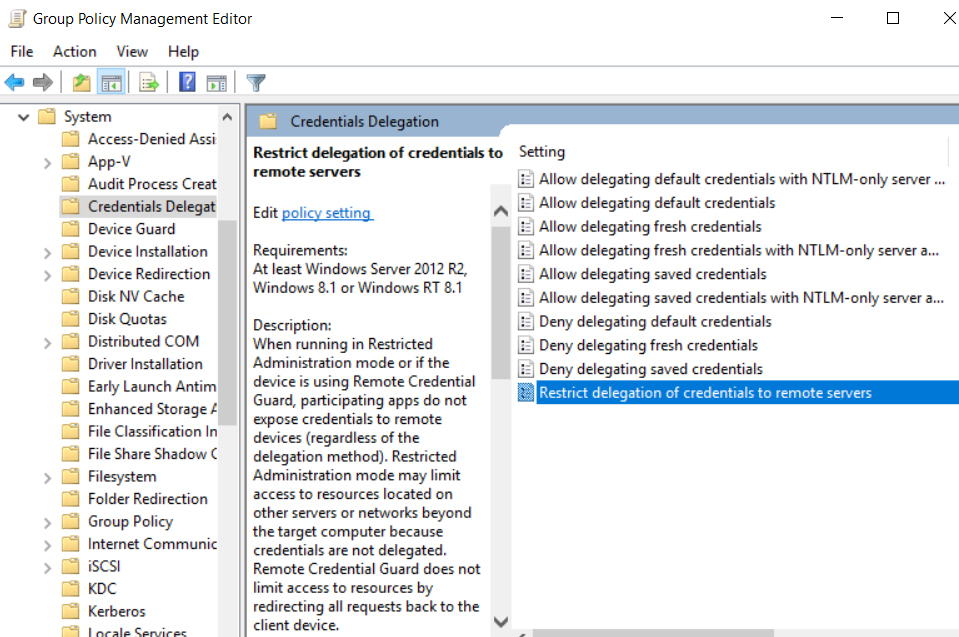 Group Policy Management Editor
File Action View Help
System
Access-Denied Assi
App-V
Audit Process Creat
Credentials Delegat
Device Guard
Device Installation
Device Redirection
Disk NV Cache
Disk Quotas
Distributed COM
Driver Installation
Early Launch Antim
Enhanced Storage A
File Classification In
File Share Shadow C
Filesystem
Folder Redirection
Group Policy
Internet Communic
iSCSI
KDC
Kerberos
Locale Services
Credentials Delegation
Restrict delegation of credentials to
remote servers
Edit policy setting
Requirements:
At least Windows Server 2012 R2,
Windows 8.1 or Windows RT 8.1
Description:
When running in Restricted
Administration mode or if the
device is using Remote Credential
Guard, participating apps do not
expose credentials to remote
devices (regardless of the
delegation method). Restricted
Administration mode may limit
access to resources located on
other servers or networks beyond
the target computer because
credentials are not delegated.
Remote Credential Guard does not
limit access to resources by
redirecting all requests back to the
client device.
Setting
Allow delegating default credentials with NTLM-only server ...
Allow delegating default credentials
Allow delegating fresh credentials
Allow delegating fresh credentials with NTLM-only server a...
Allow delegating saved credentials
Allow delegating saved credentials with NTLM-only server a...
Deny delegating default credentials
Deny delegating fresh credentials
Deny delegating saved credentials
Restrict delegation of credentials to remote servers